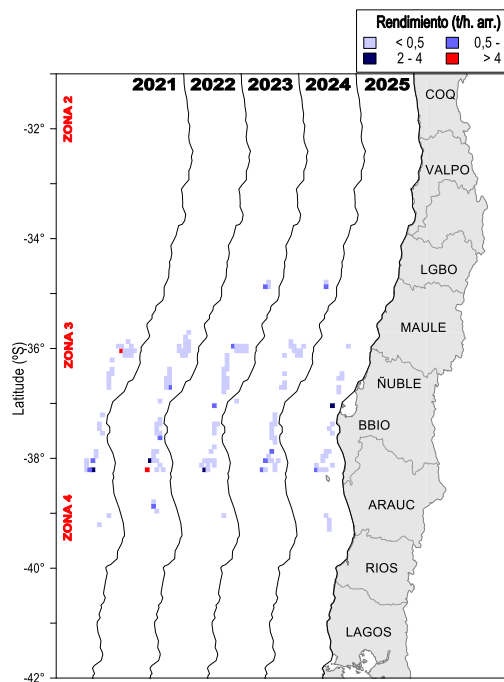 Rendimiento (t/h. arr.)
< 0,5
0,5 -
2 - 4
> 4
2021
2022
2023
2024
2025
ZONA 2
ZONA 3
ZONA 4
Latitude (ºS)
-32°
-34°
-36°
-38°
-40°
-42°
COQ
VALPO
LGBO
MAULE
ÑUBLE
BBIO
ARAUC
RIOS
LAGOS